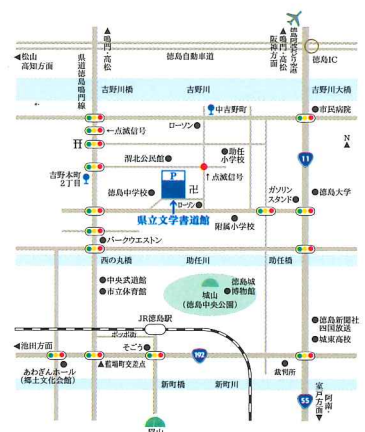 ▲鳴門・高松
徳島阿波おどり空港
▲鳴門・高松
阪神方面
◀松山
高知方面
徳島自動車道
徳島IC
県道徳島鳴門線
吉野川橋
吉野川
吉野川大橋
中吉野町
市民病院
ローソン
←点滅信号
N
渭北公民館
助任
小学校
11
吉野本町
2丁目
P
↑点滅信号
徳島中学校
卍
ガソリン
スタンド
徳島大学
ローソン
県立文学書道館
附属小学校
パークウエストン
西の丸橋
助任川
助任橋
中央武道館
市立体育館
徳島城
博物館
城山
(徳島中央公園)
JR徳島駅
徳島新聞社
四国放送
ポッポ街
城東高校
◀池田方面
そごう
192
あわぎんホール
(郷土文化会館)
▲藍場町交差点
裁判所
新町橋
新町川
55
阿南・
室戸方面▼